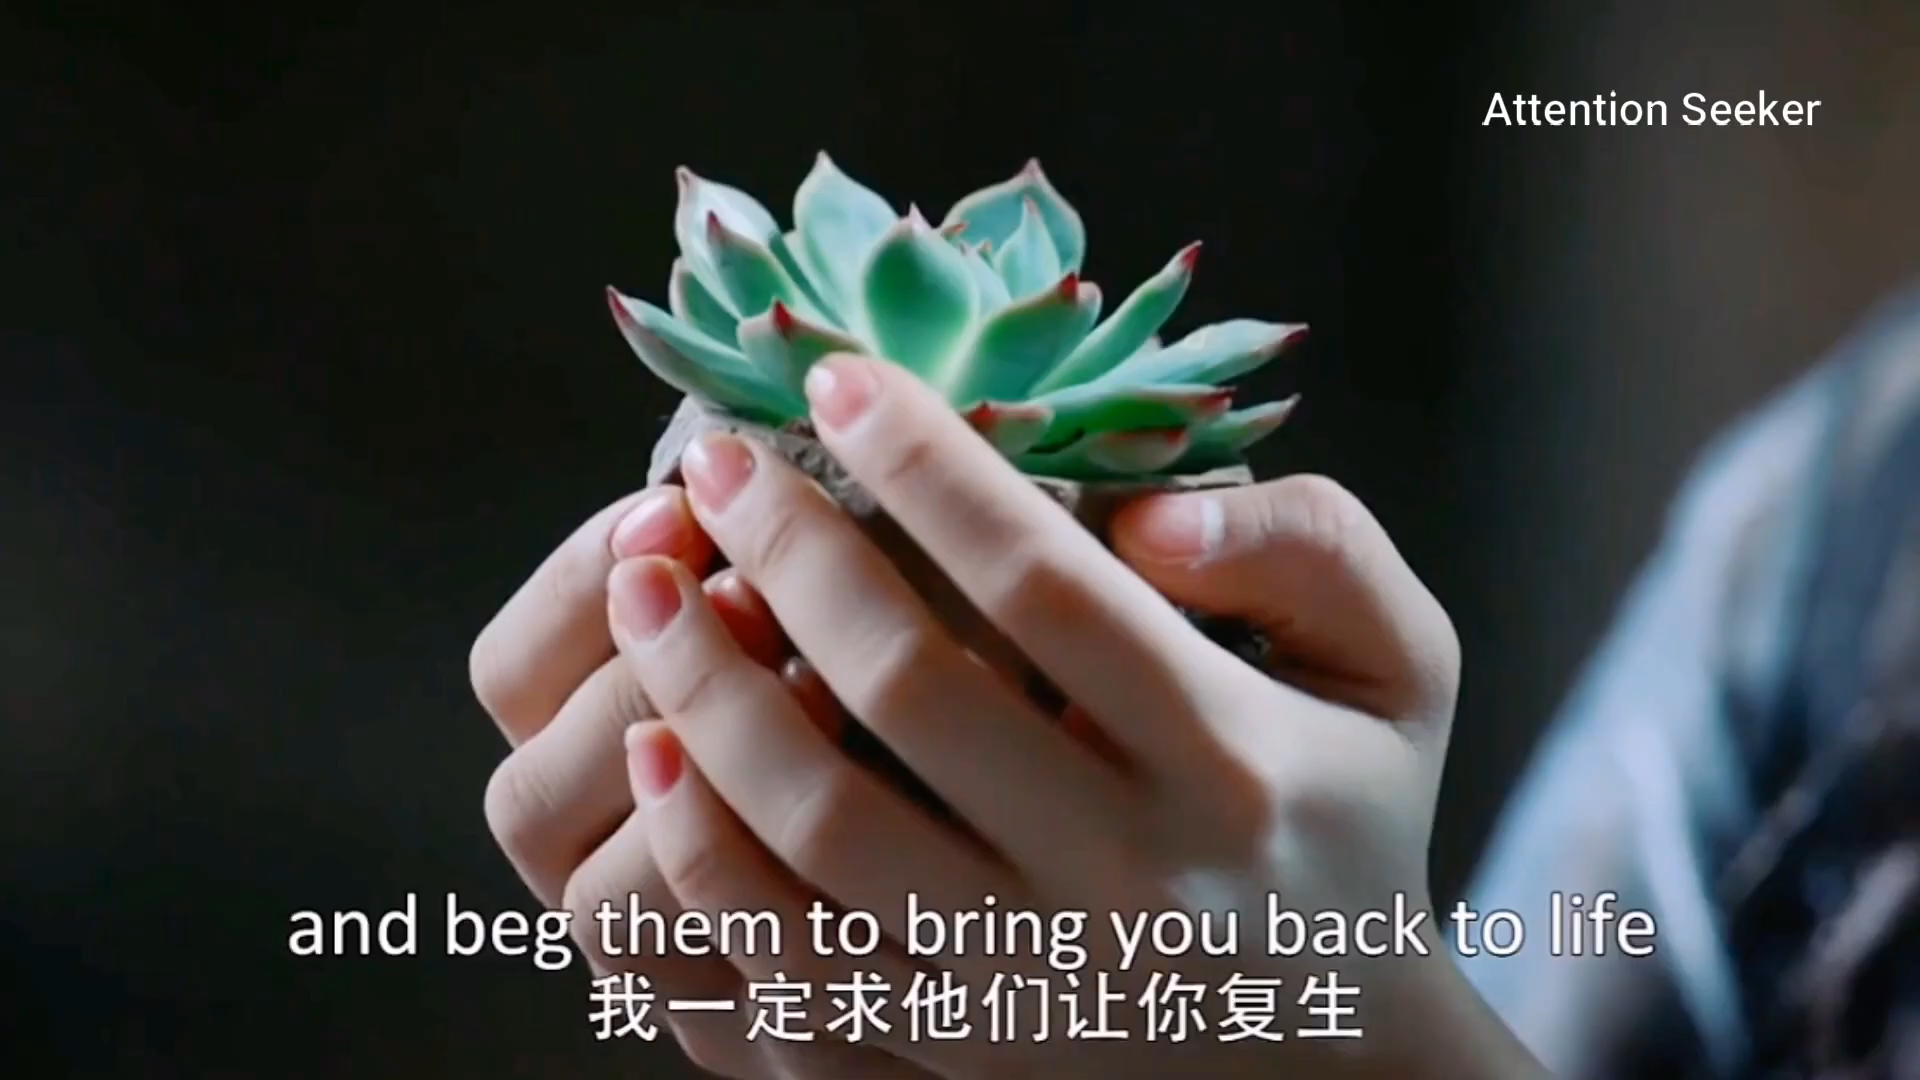 Attention Seeker
and beg them to bring you back to life
我一定求他们让你复生